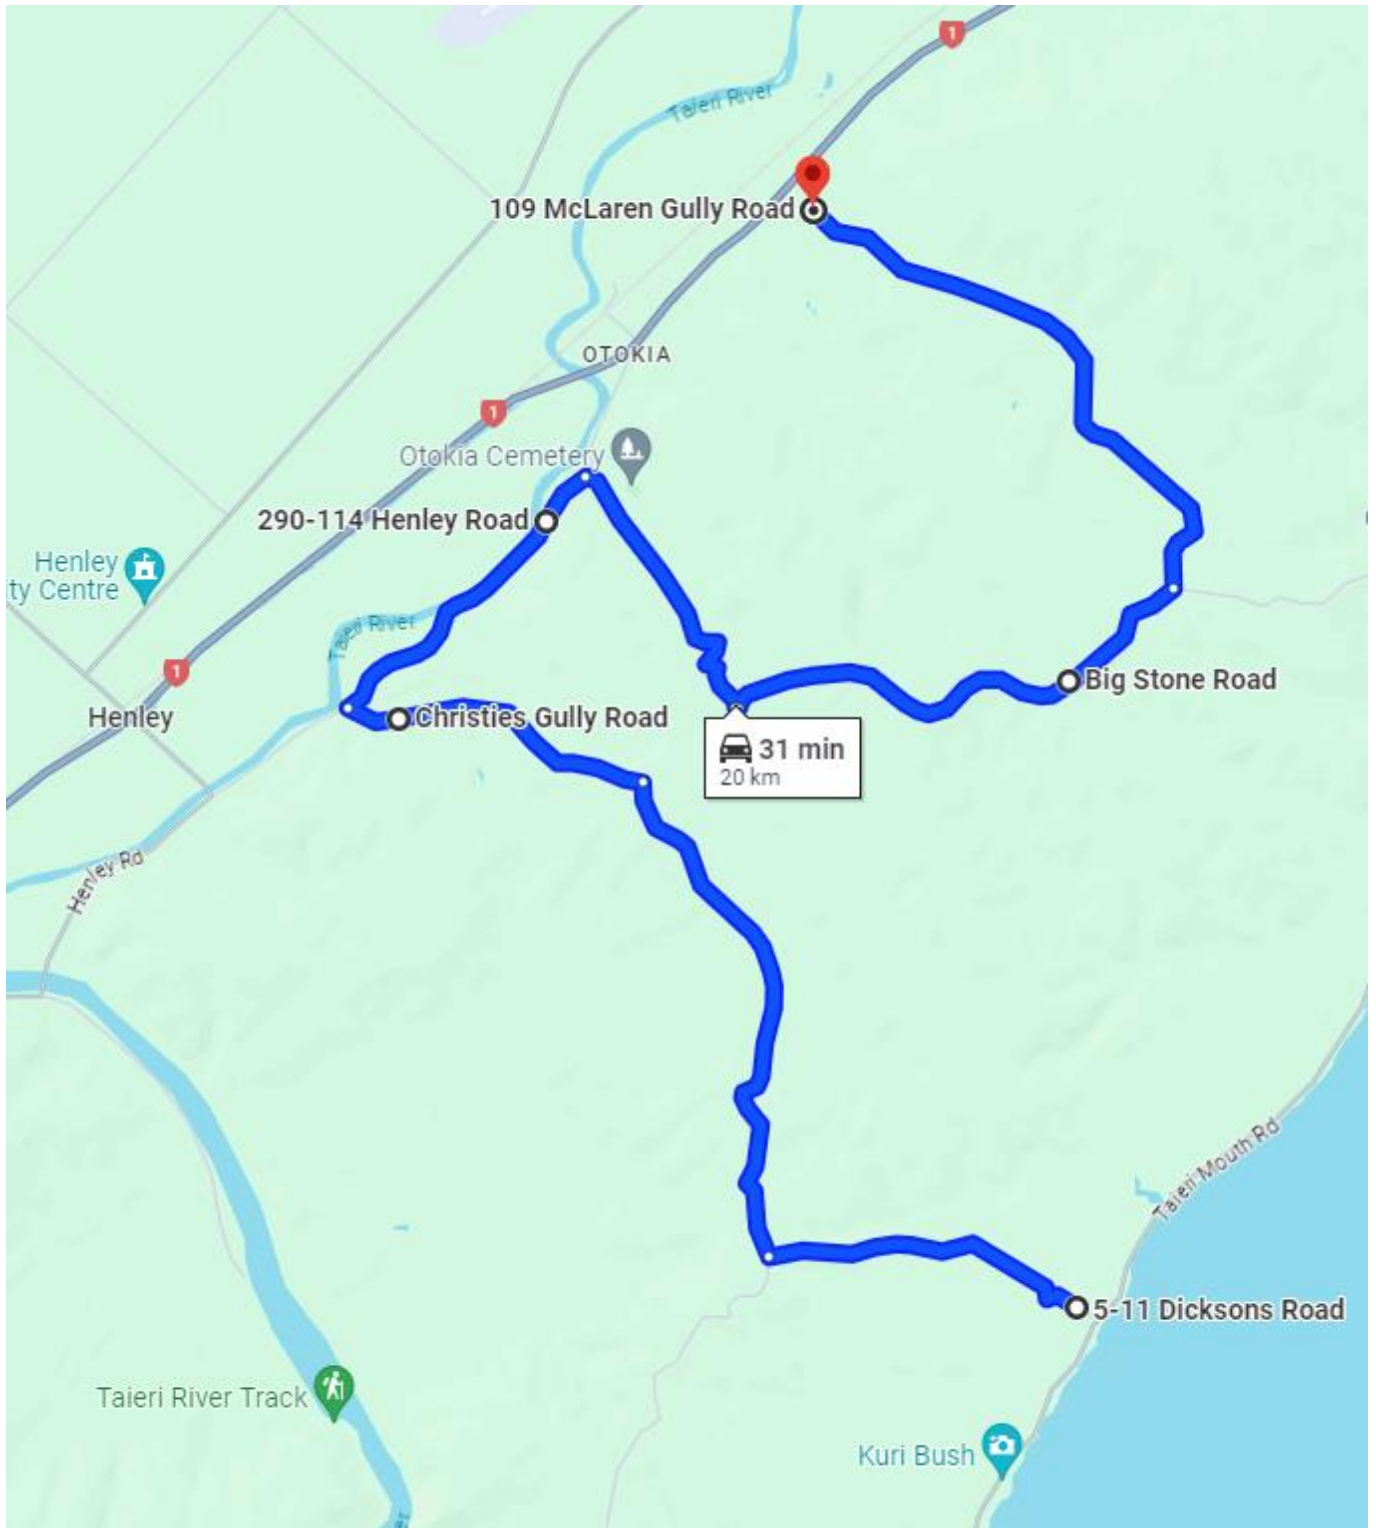 1
Taieri River
109 McLaren Gully Road
OTOKIA
1
Otokia Cemetery
290-114 Henley Road
Henley
ty Centre
Taieri River
1
Big Stone Road
Henley
Christies Gully Road
31 min
20 km
Henley Rd
Taieri Mouth Rd
5-11 Dicksons Road
Taieri River Track
Kuri Bush